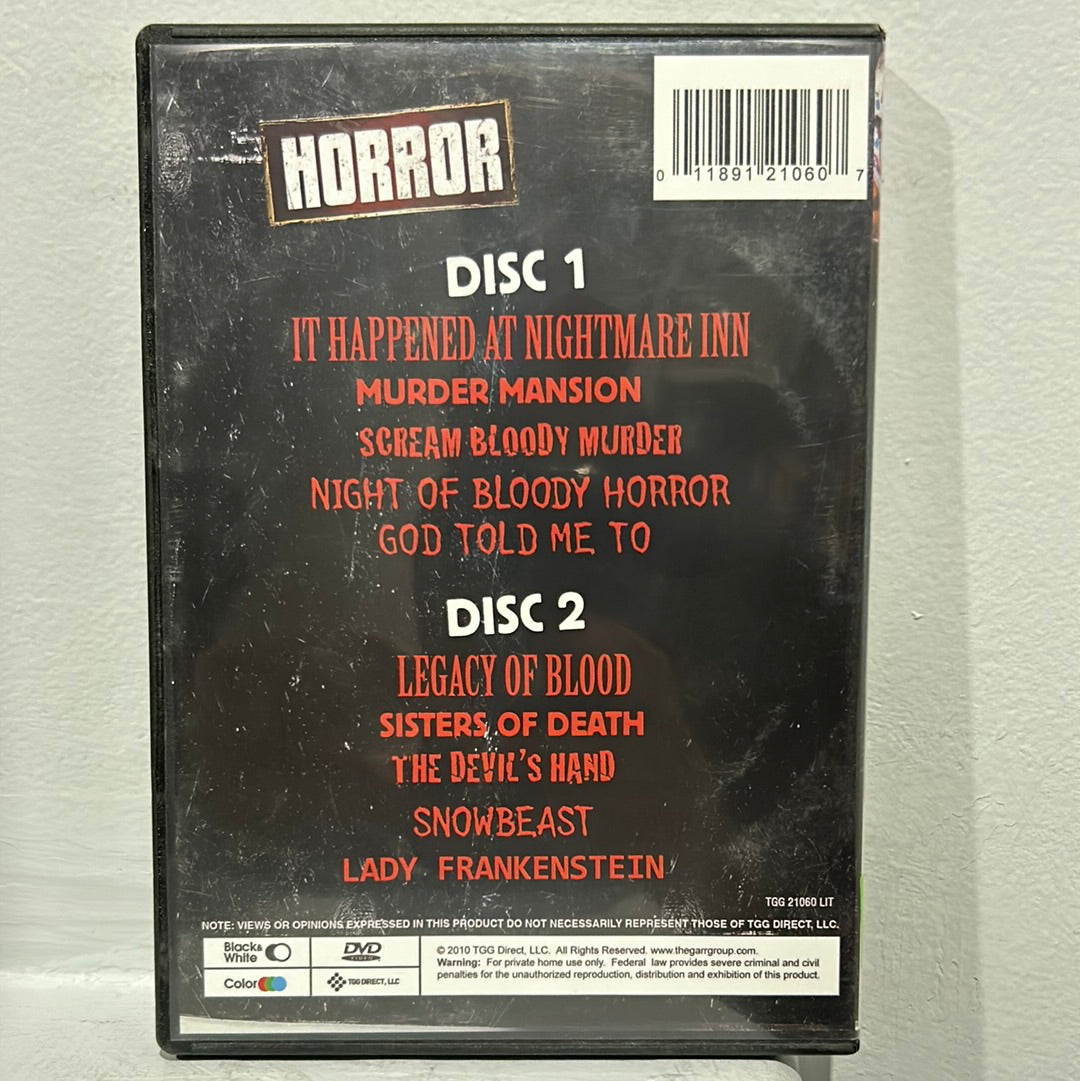 HORROR
0 11891 21060 7
DISC 1
IT HAPPENED AT NIGHTMARE INN
MURDER MANSION
SCREAM BLOODY MURDER
NIGHT OF BLOODY HORROR
GOD TOLD ME TO
DISC 2
LEGACY OF BLOOD
SISTERS OF DEATH
THE DEVIL'S HAND
SNOWBEAST
LADY FRANKENSTEIN
TGG 21060 LIT
NOTE: VIEWS OR OPINIONS EXPRESSED IN THIS PRODUCT DO NOT NECESSARILY REPRESENT THOSE OF TGG DIRECT, LLC.
Black&
White
DVD
VIDEO
Color
TGG DIRECT, LLC
© 2010 TGG Direct, LLC. All Rights Reserved. www.thegarrgroup.com.
Warning: For private home use only. Federal law provides severe criminal and civil
penalties for the unauthorized reproduction, distribution and exhibition of this product.